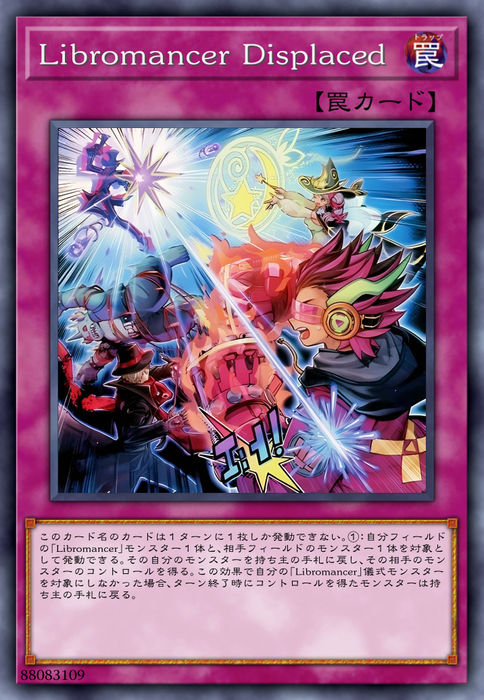 Libromancer Displaced
トラップ
罠
【罠カード】
このカード名のカードは1ターンに1枚しか発動できない。①:自分フィールド
の「Libromancer」モンスター1体と、相手フィールドのモンスター1体を対象と
して発動できる。その自分のモンスターを持ち主の手札に戻し、その相手のモン
スターのコントロールを得る。この効果で自分の「Libromancer」儀式モンスター
を対象にしなかった場合、ターン終了時にコントロールを得たモンスターは持
ち主の手札に戻る。
88083109